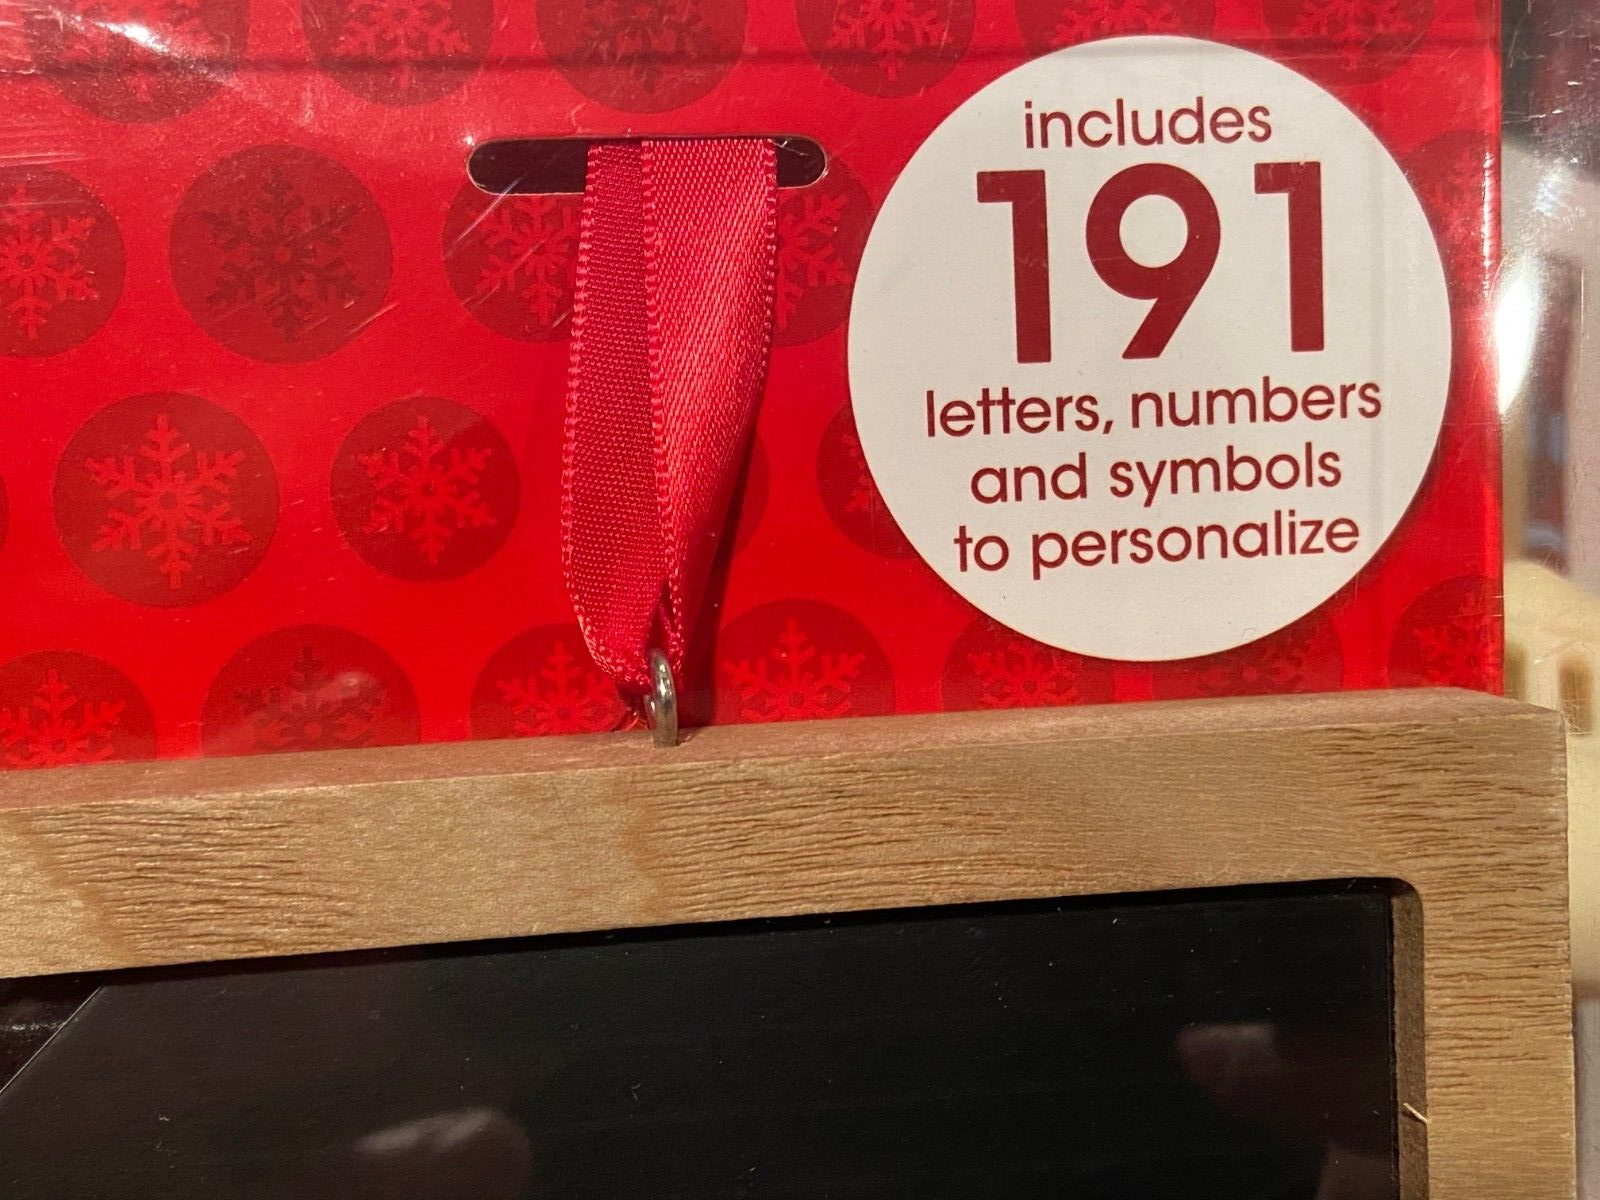 includes
191
letters, numbers
and symbols
to personalize